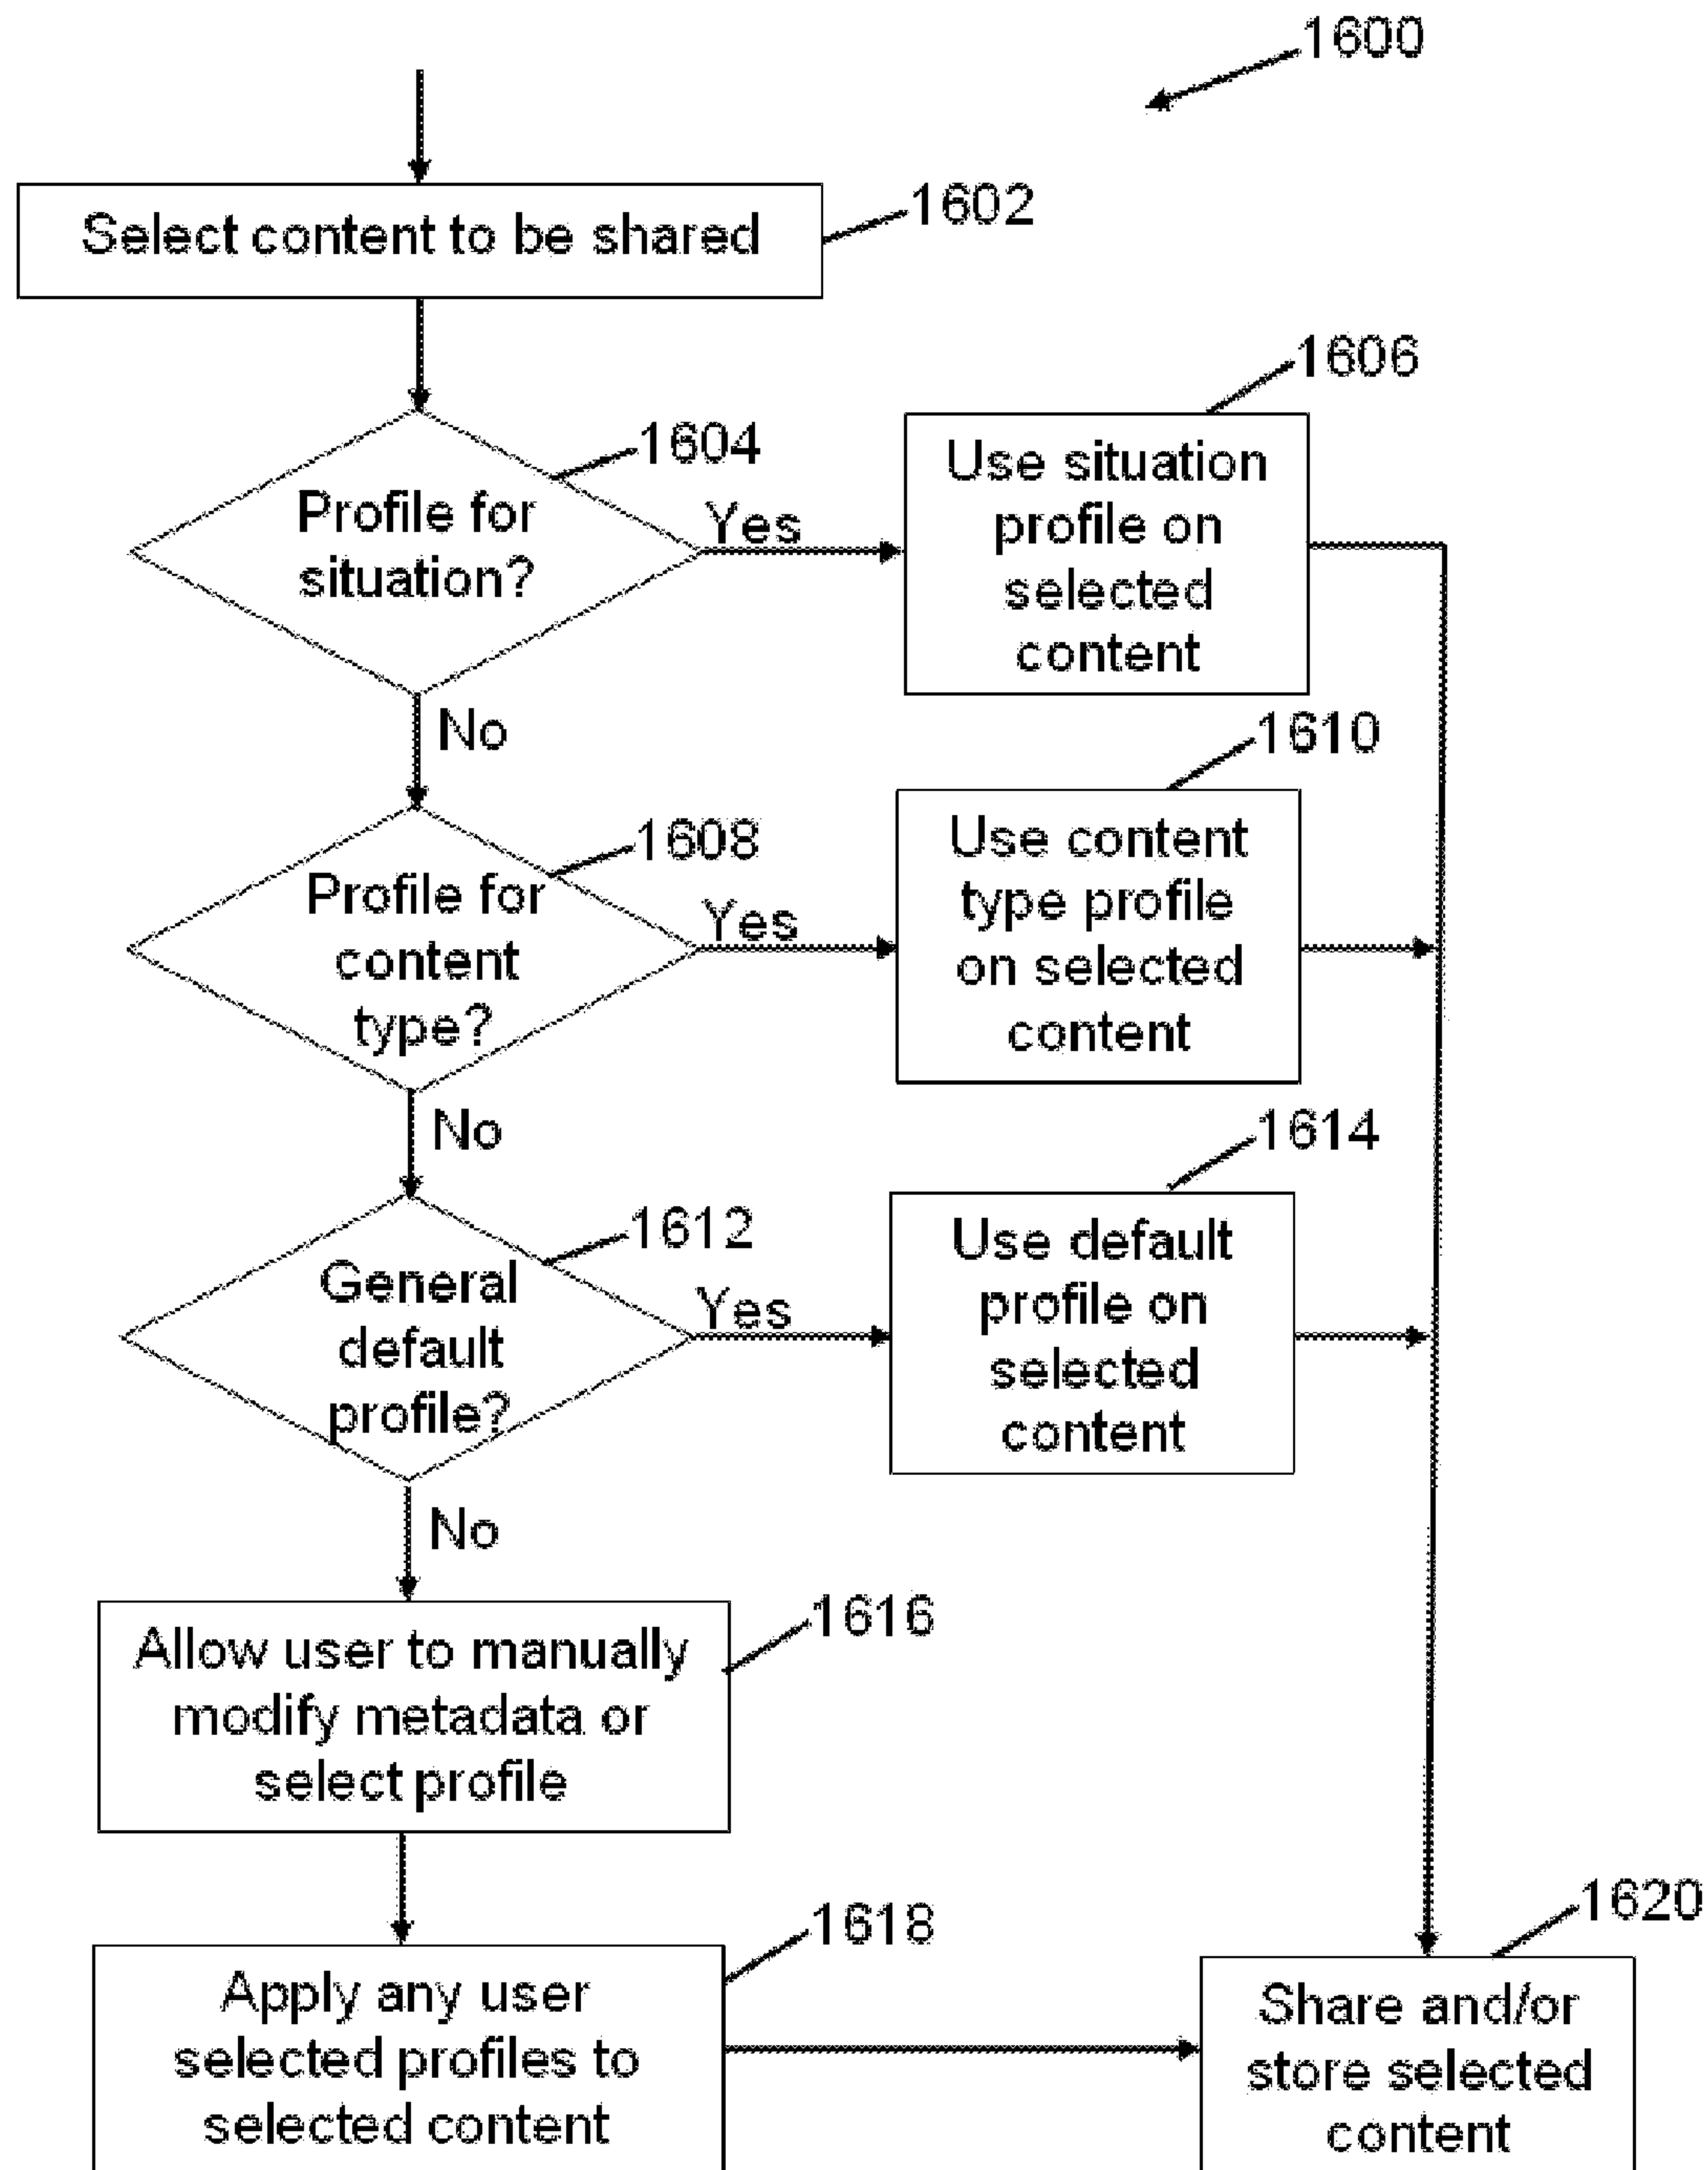 1600
Select content to be shared
1602
Profile for
situation?
1604
Yes
No
Use situation
profile on
selected
content
1606
Profile for
content
type?
1608
Yes
No
Use content
type profile
on selected
content
1610
General
default
profile?
1612
Yes
No
Use default
profile on
selected
content
1614
Allow user to manually
modify metadata or
select profile
1616
Apply any user
selected profiles to
selected content
1618
Share and/or
store selected
content
1620